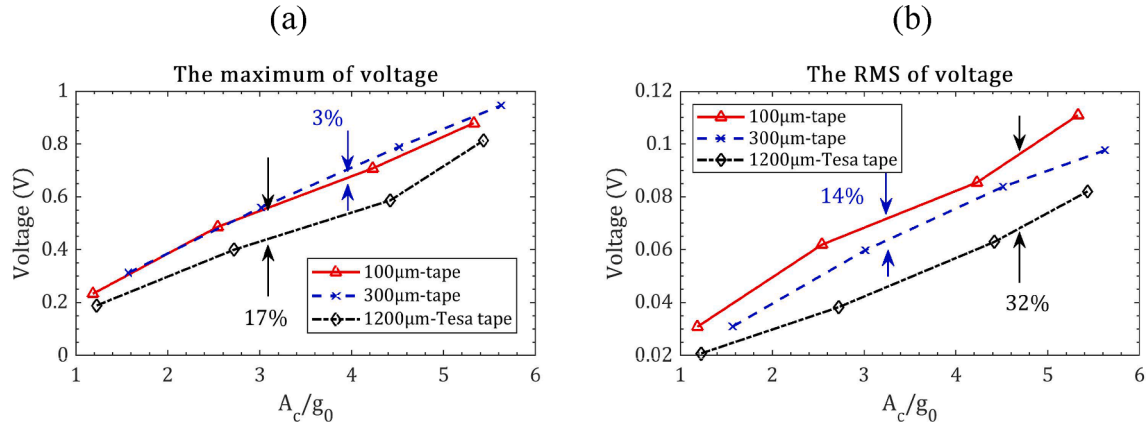 (a)
The maximum of voltage
Voltage (V)
1
0.8
0.6
0.4
0.2
0
3%
17%
100μm-tape
300μm-tape
1200μm-Tesa tape
1 2 3 4 5 6
A_c/g_0
(b)
The RMS of voltage
Voltage (V)
0.12
0.1
0.08
0.06
0.04
0.02
100μm-tape
300μm-tape
1200μm-Tesa tape
14%
32%
1 2 3 4 5 6
A_c/g_0